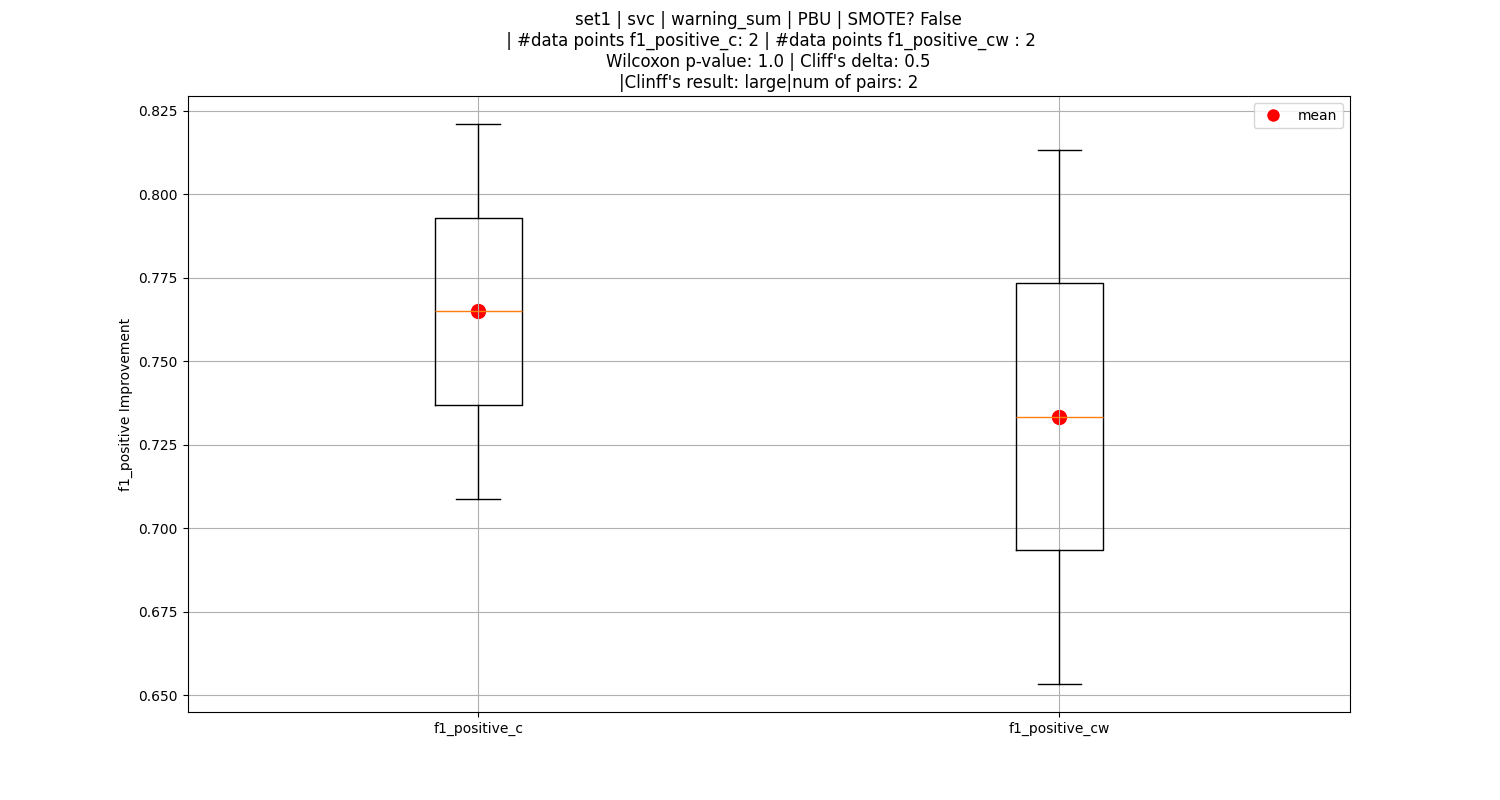 set1 | svc | warning_sum | PBU | SMOTE? False
| #data points f1_positive_c: 2 | #data points f1_positive_cw : 2
Wilcoxon p-value: 1.0 | Cliff's delta: 0.5
|Clinff's result: large|num of pairs: 2
mean
0.825
0.800
0.775
0.750
0.725
0.700
0.675
0.650
f1_positive Improvement
f1_positive_c
f1_positive_cw